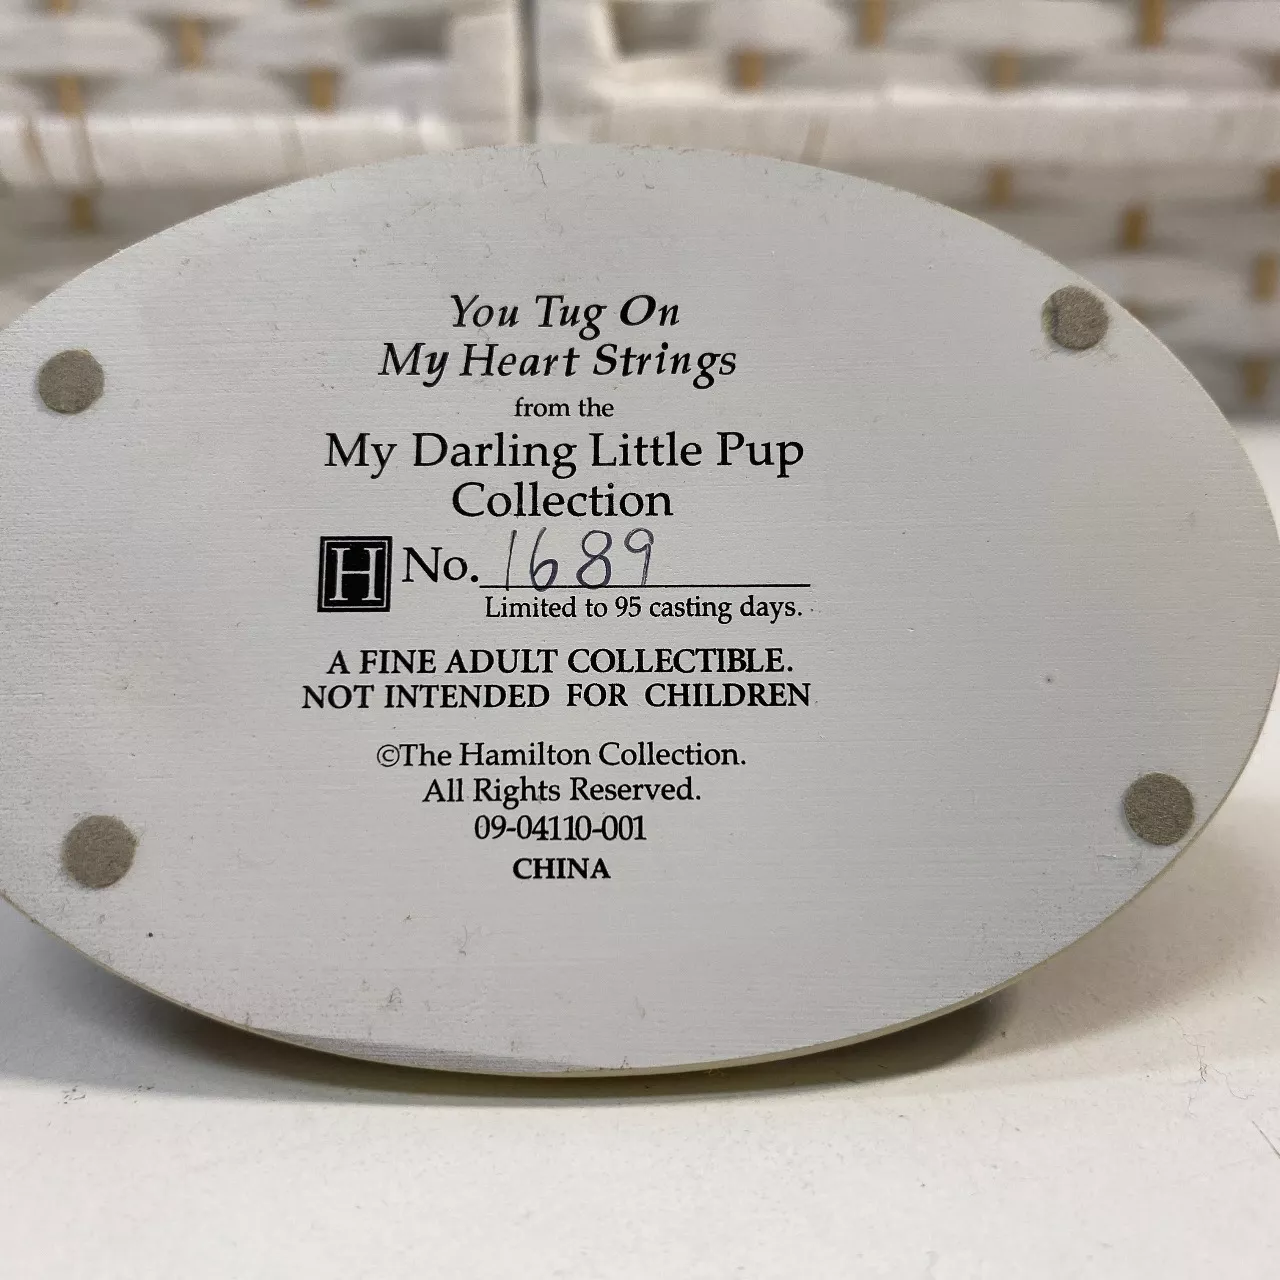 You Tug On
My Heart Strings
from the
My Darling Little Pup
Collection
H No. 1689
Limited to 95 casting days.
A FINE ADULT COLLECTIBLE.
NOT INTENDED FOR CHILDREN
©The Hamilton Collection.
All Rights Reserved.
09-04110-001
CHINA